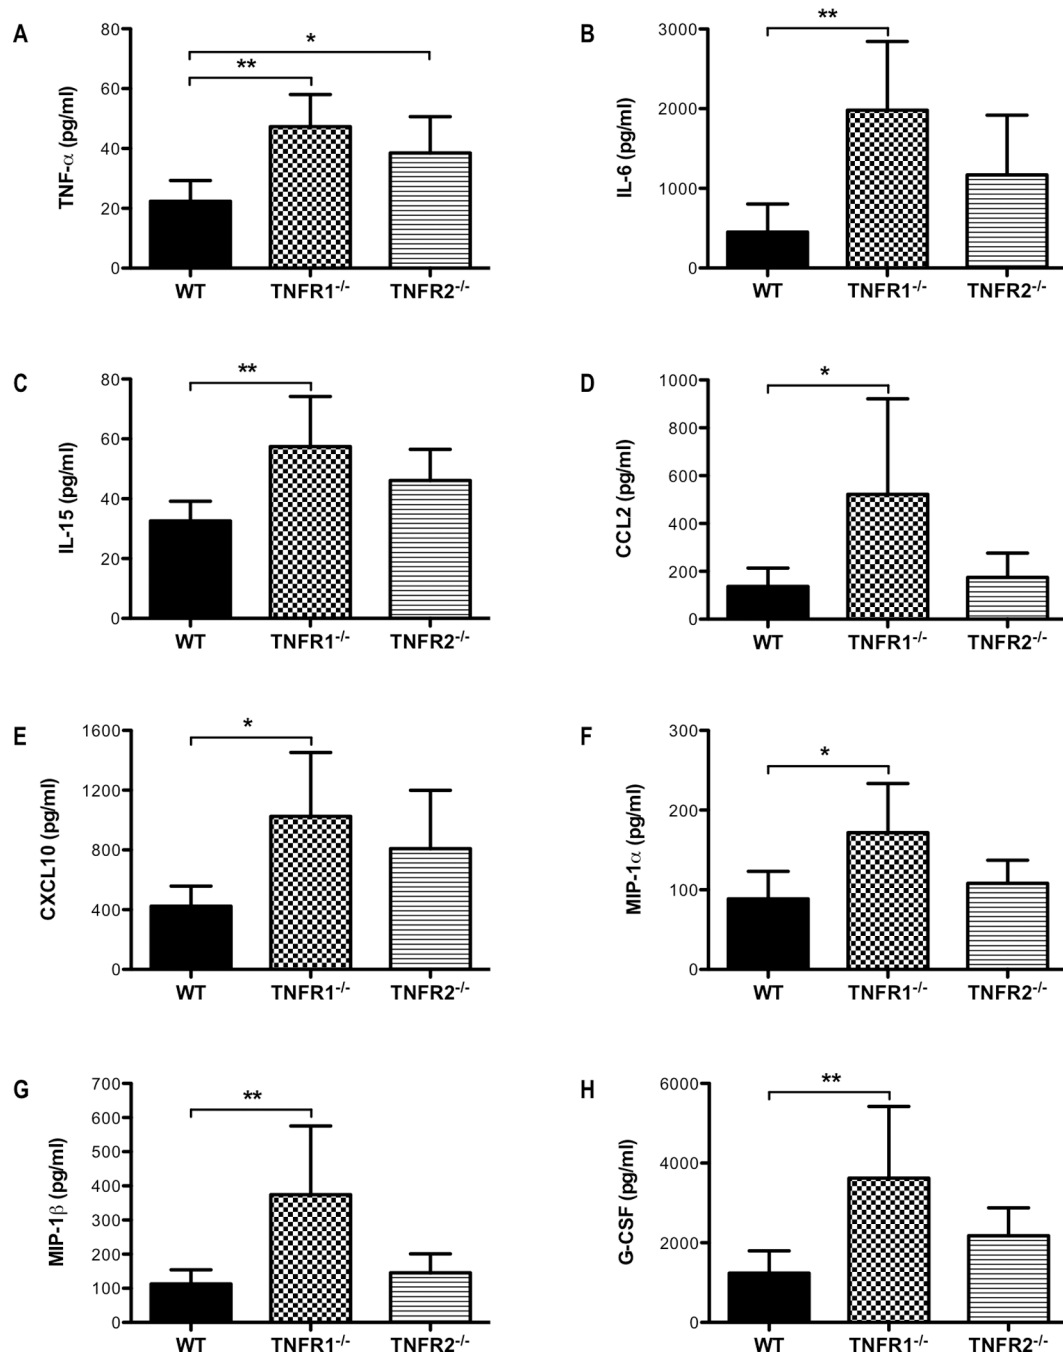 A
TNF-α (pg/ml)
80
60
40
20
0
*
**
WT TNFR1-/- TNFR2-/-
B
IL-6 (pg/ml)
3000
2000
1000
0
**
WT TNFR1-/- TNFR2-/-
C
IL-15 (pg/ml)
80
60
40
20
0
**
WT TNFR1-/- TNFR2-/-
D
CCL2 (pg/ml)
1000
800
600
400
200
0
*
WT TNFR1-/- TNFR2-/-
E
CXCL10 (pg/ml)
1600
1200
800
400
0
*
WT TNFR1-/- TNFR2-/-
F
MIP-1α (pg/ml)
300
200
100
0
*
WT TNFR1-/- TNFR2-/-
G
MIP-1β (pg/ml)
700
600
500
400
300
200
100
0
**
WT TNFR1-/- TNFR2-/-
H
G-CSF (pg/ml)
6000
4000
2000
0
**
WT TNFR1-/- TNFR2-/-